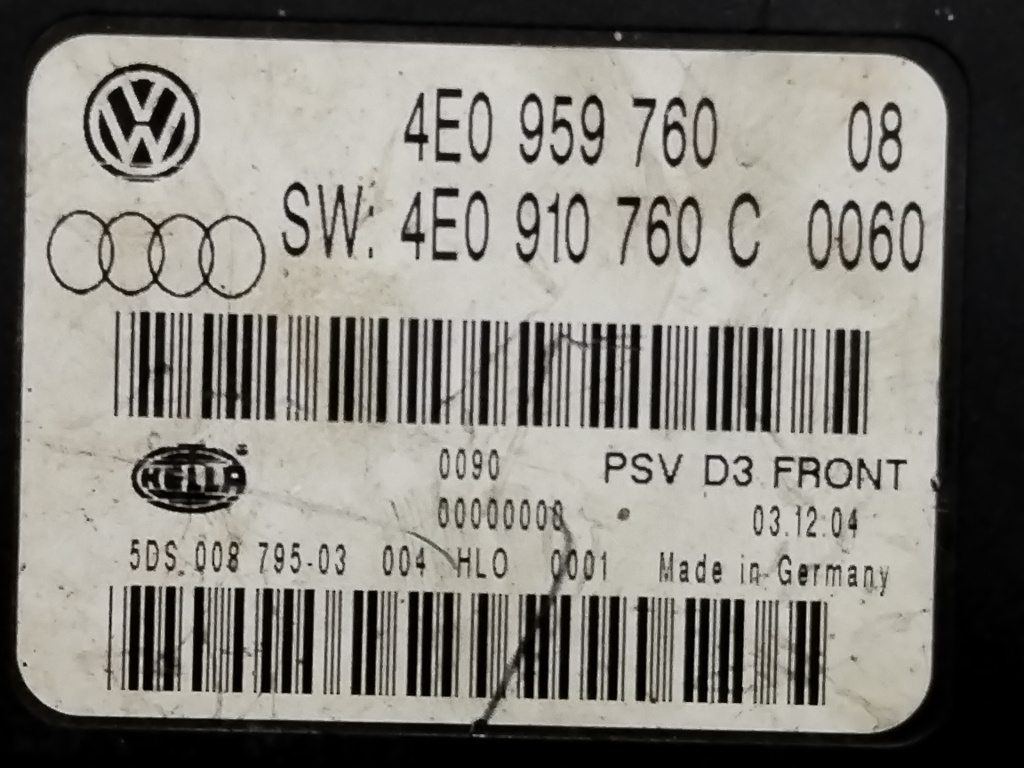 4E0 959 760 08
SW: 4E0 910 760 C 0060
HELLA
0090 PSV D3 FRONT
00000000 03.12.04
5DS 008 795-03 004 HLO 0001 Made in Germany